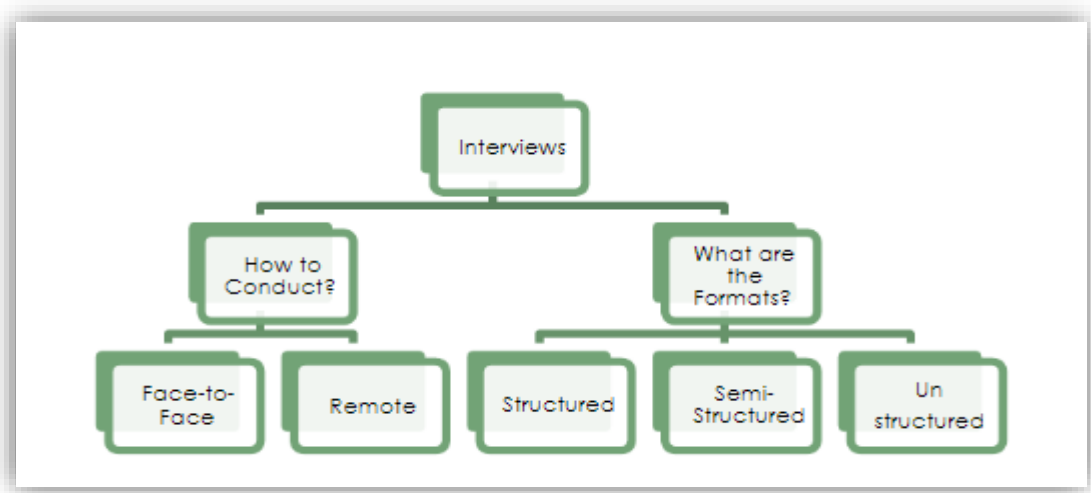 Interviews
How to
Conduct?
What are
the
Formats?
Face-to-
Face
Remote
Structured
Semi-
Structured
Un
structured